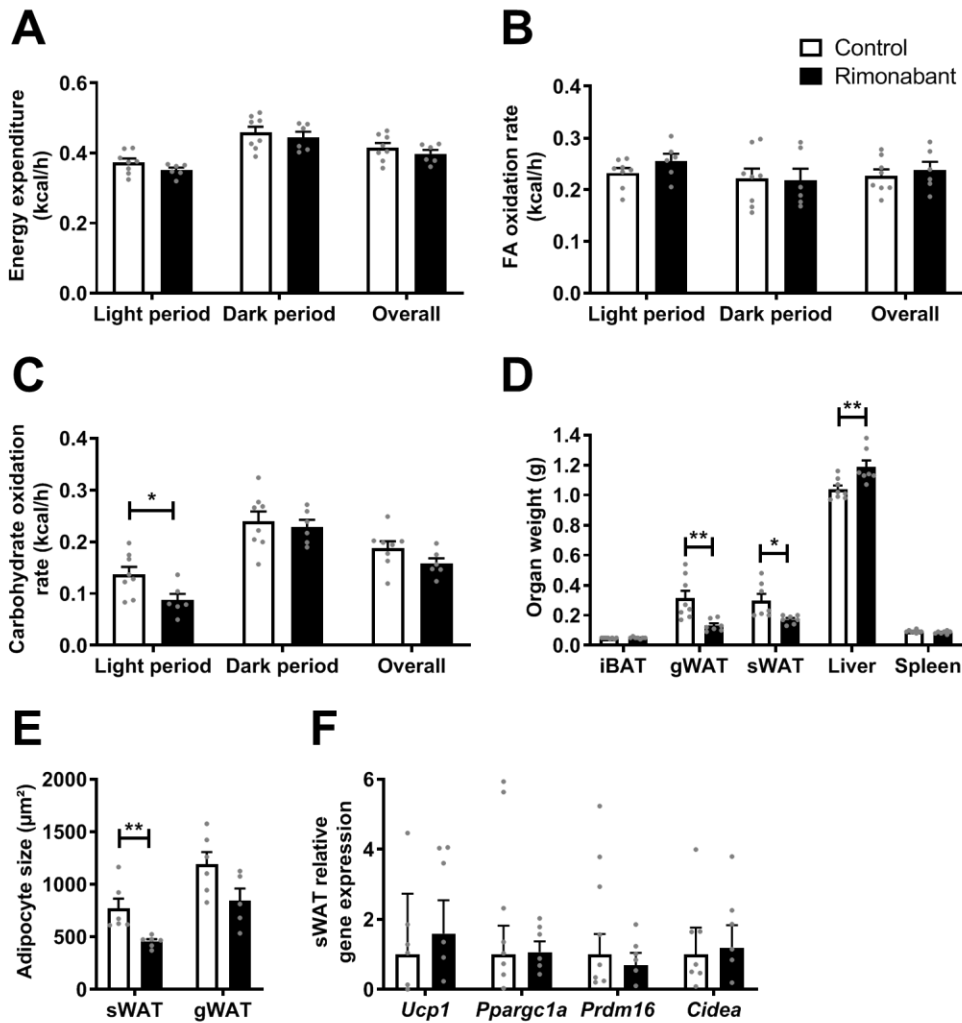 A
Energy expenditure
(kcal/h)
0.6
0.4
0.2
0.0
Light period Dark period Overall
B
Control
Rimonabant
FA oxidation rate
(kcal/h)
0.4
0.3
0.2
0.1
0.0
Light period Dark period Overall
C
Carbohydrate oxidation
rate (kcal/h)
0.4
0.3
0.2
0.1
0.0
*
Light period Dark period Overall
D
Organ weight (g)
1.4
1.2
1.0
0.8
0.6
0.4
0.2
0.0
**
*
**
iBAT gWAT sWAT Liver Spleen
E
Adipocyte size (µm²)
2000
1500
1000
500
0
**
sWAT gWAT
F
sWAT relative
gene expression
6
4
2
0
Ucp1 Ppargc1a Prdm16 Cidea